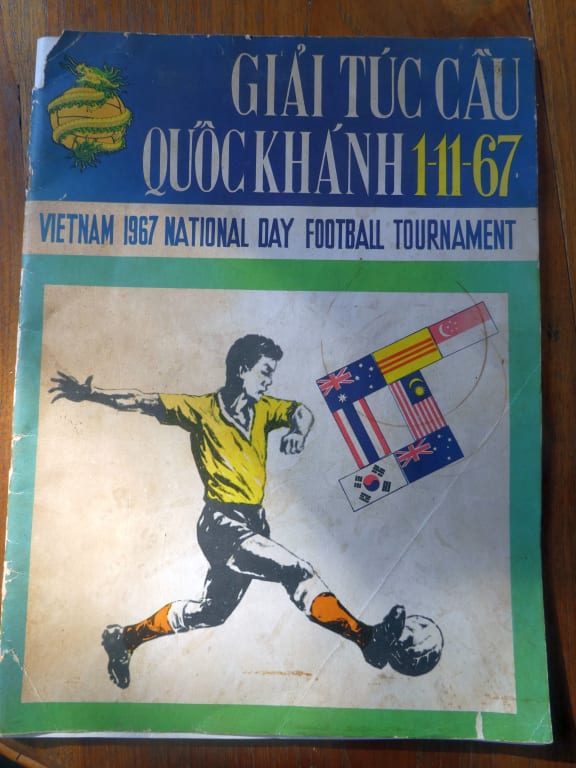 GIẢI TÚC CẦU
QUỐC KHÁNH 1-11-67
VIETNAM 1967 NATIONAL DAY FOOTBALL TOURNAMENT